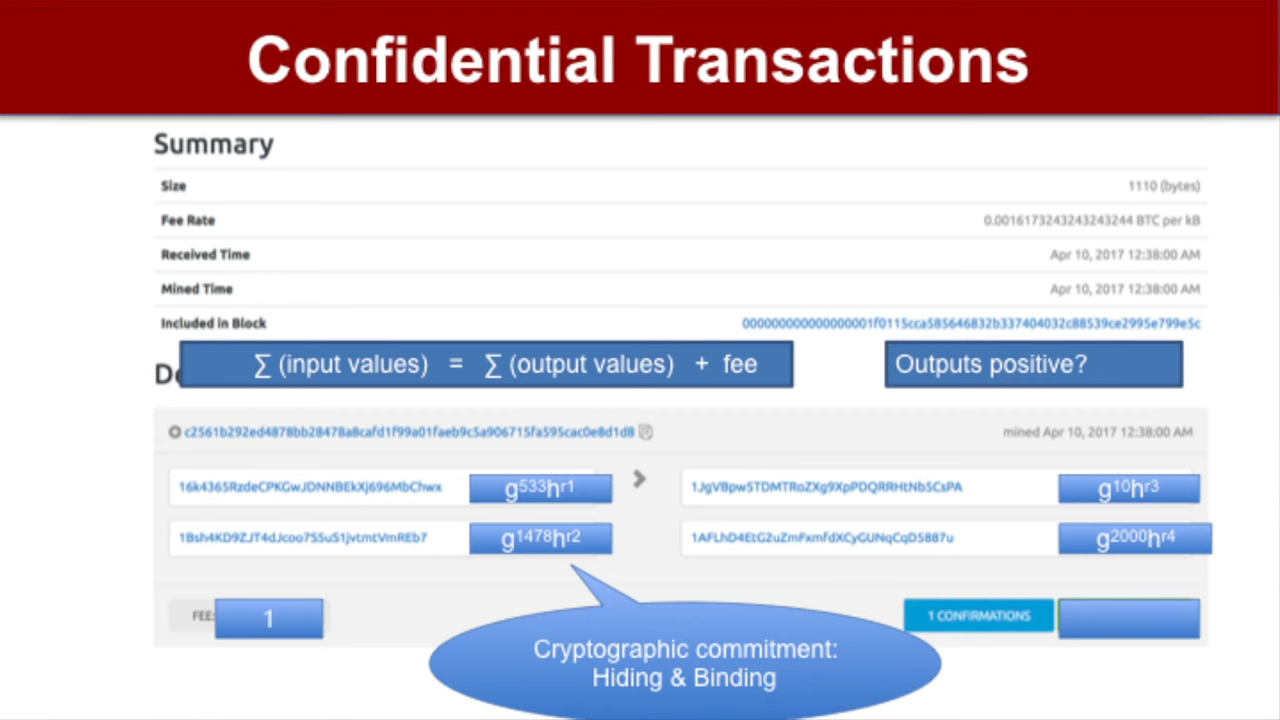 Confidential Transactions
Summary
Size 1110 (bytes)
Fee Rate 0.0016173243243243244 BTC per kB
Received Time Apr 10, 2017 12:38:00 AM
Mined Time Apr 10, 2017 12:38:00 AM
Included in Block
∑ (input values) = ∑ (output values) + fee Outputs positive?
mined Apr 10, 2017 12:38:00 AM
g⁵³³hʳ¹ g¹⁰hʳ³
g¹⁴⁷⁸hʳ² g²⁰⁰⁰hʳ⁴
FEE: 1 1 CONFIRMATIONS
Cryptographic commitment:
Hiding & Binding